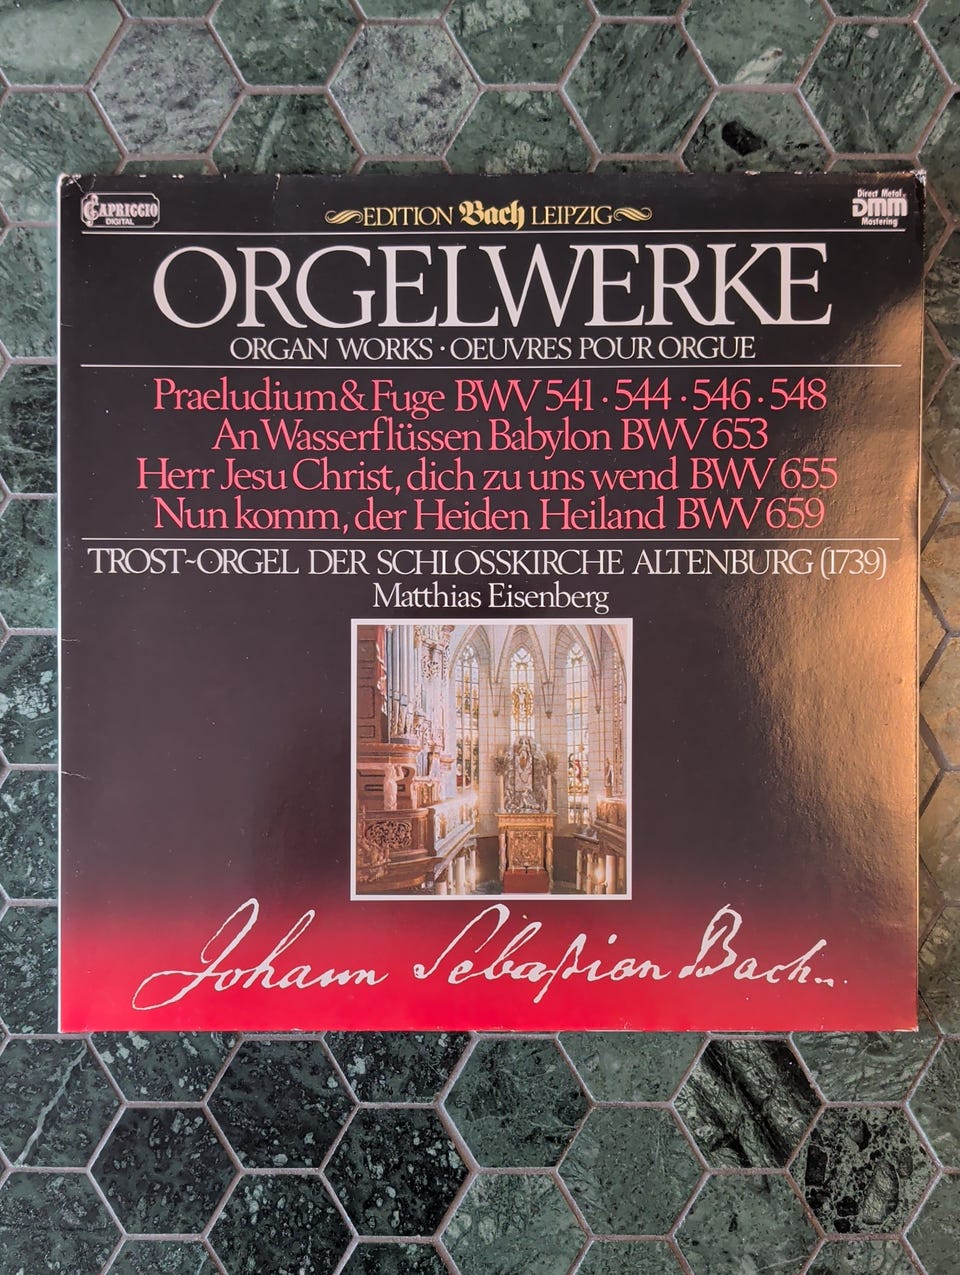 CAPRICCIO
DIGITAL
EDITION Bach LEIPZIG
Direct Metal
DMM
Mastering
ORGELWERKE
ORGAN WORKS · OEUVRES POUR ORGUE
Praeludium & Fuge BWV 541 · 544 · 546 · 548
An Wasserflüssen Babylon BWV 653
Herr Jesu Christ, dich zu uns wend BWV 655
Nun komm, der Heiden Heiland BWV 659
TROST-ORGEL DER SCHLOSSKIRCHE ALTENBURG (1739)
Matthias Eisenberg
Johann Sebaſtian Bach